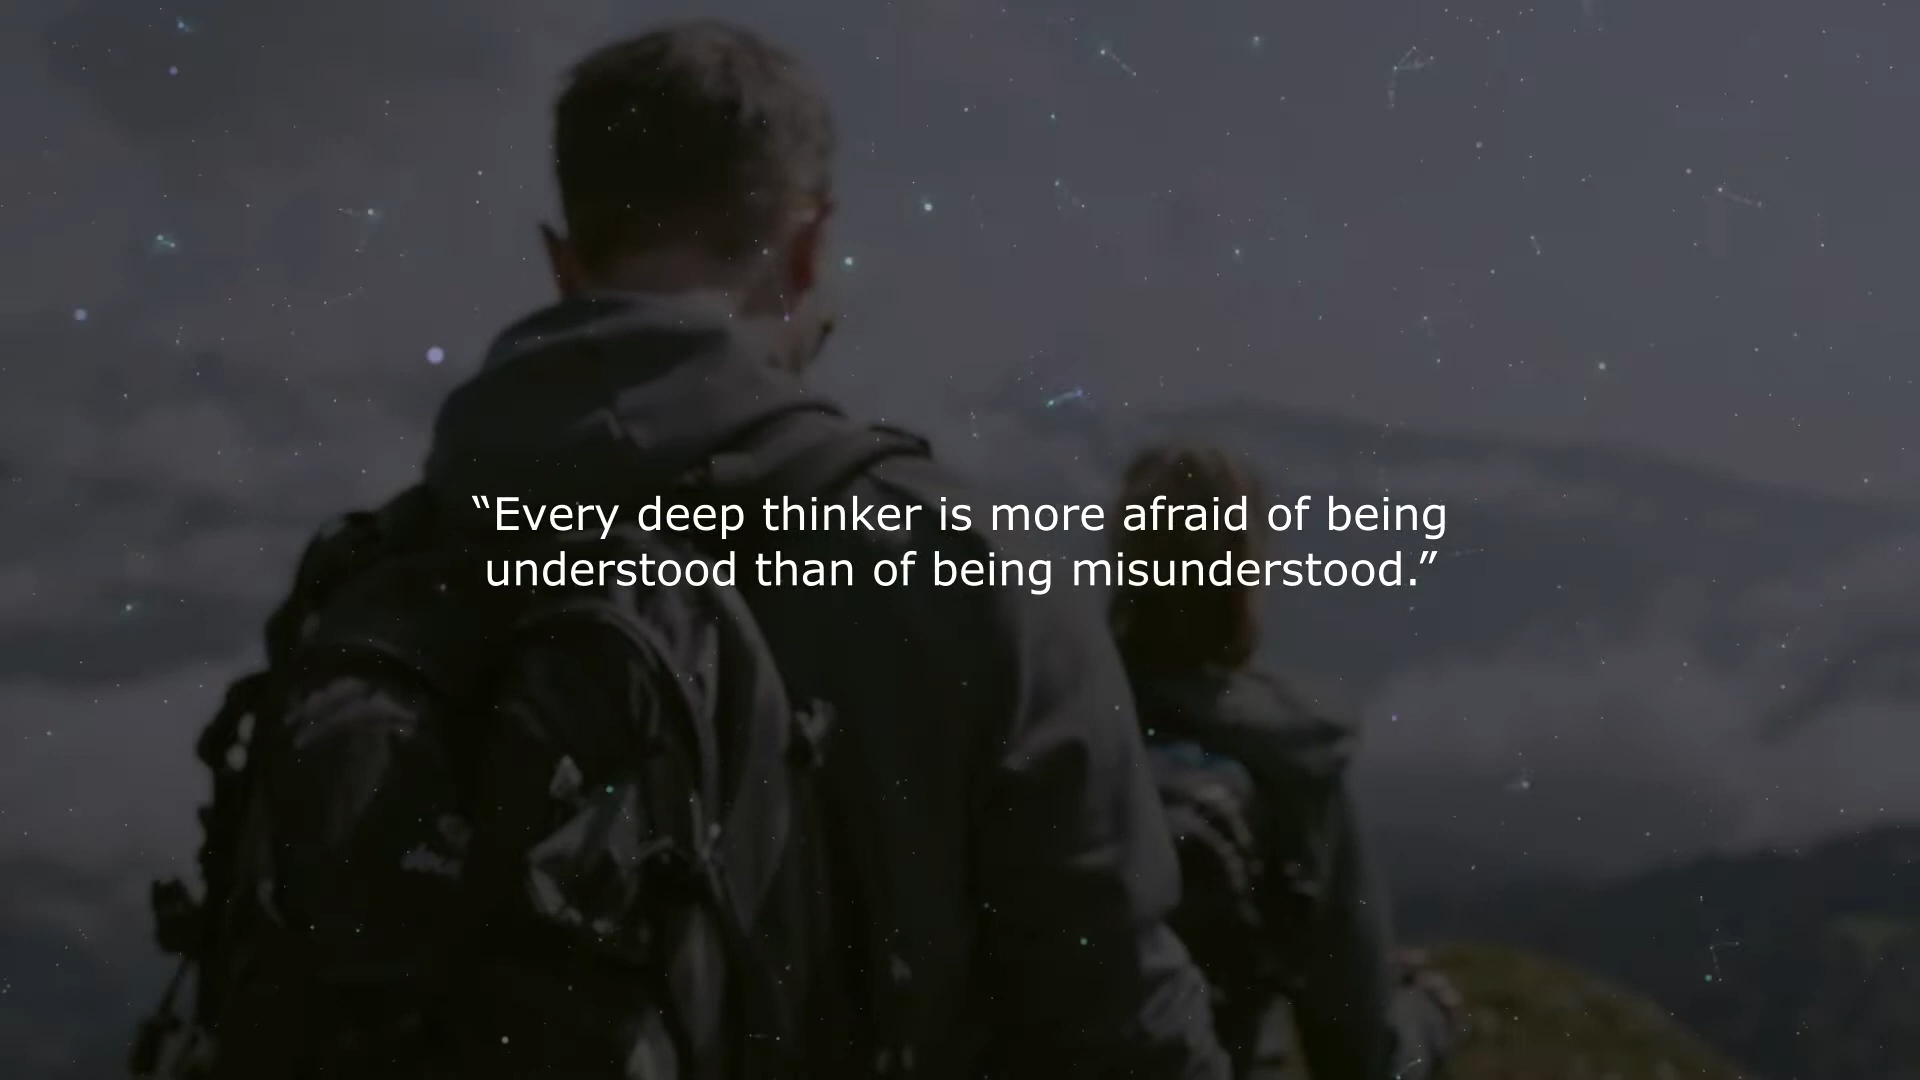 “Every deep thinker is more afraid of being
understood than of being misunderstood.”